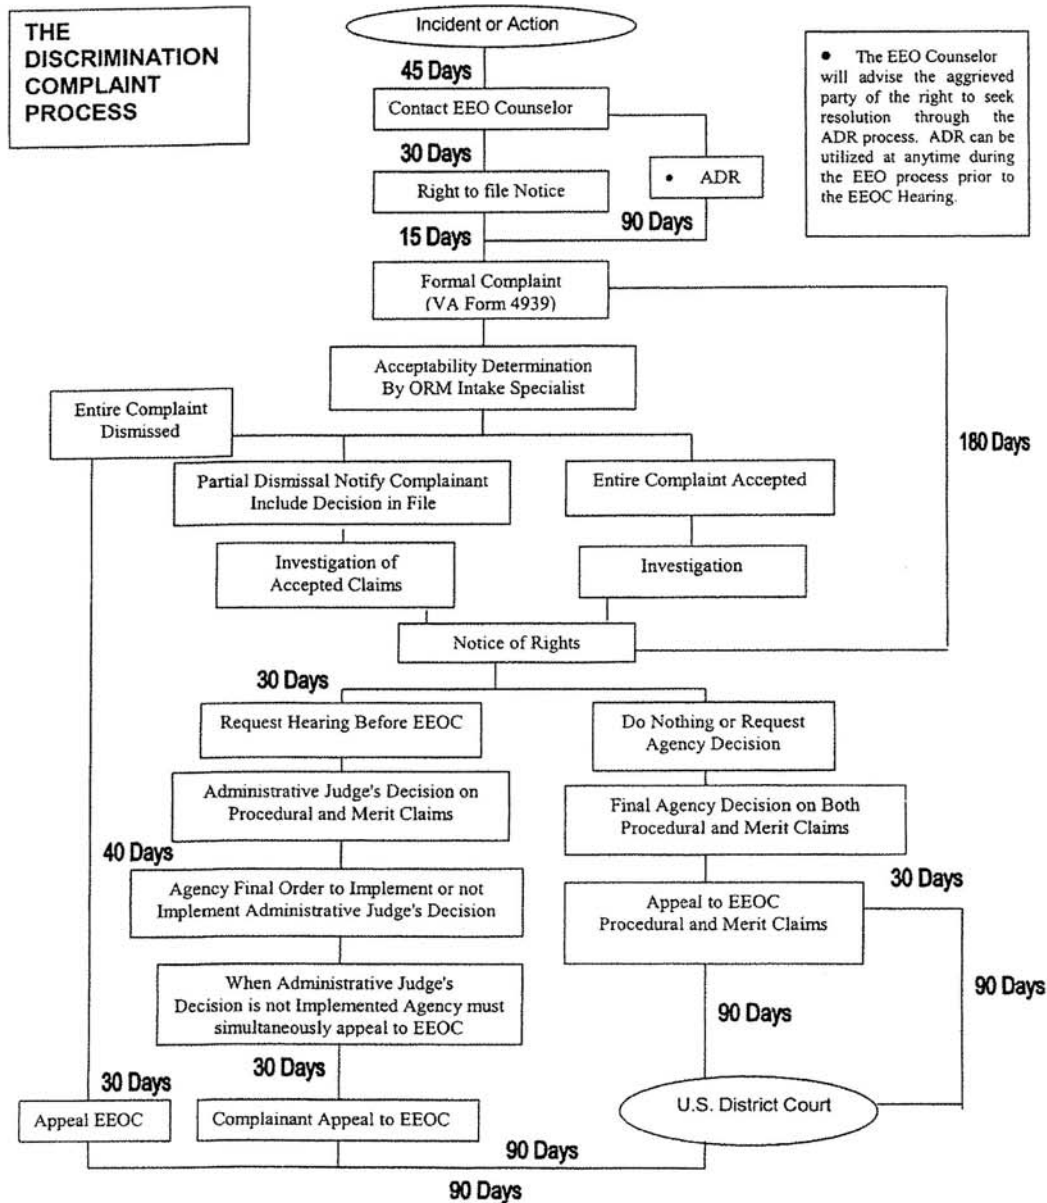 THE
DISCRIMINATION
COMPLAINT
PROCESS
Incident or Action
• The EEO Counselor
will advise the aggrieved
party of the right to seek
resolution through the
ADR process. ADR can be
utilized at anytime during
the EEO process prior to
the EEOC Hearing.
45 Days
Contact EEO Counselor
30 Days
• ADR
Right to file Notice
90 Days
15 Days
Formal Complaint
(VA Form 4939)
Acceptability Determination
By ORM Intake Specialist
Entire Complaint
Dismissed
180 Days
Partial Dismissal Notify Complainant
Include Decision in File
Entire Complaint Accepted
Investigation of
Accepted Claims
Investigation
Notice of Rights
30 Days
Request Hearing Before EEOC
Do Nothing or Request
Agency Decision
Administrative Judge's Decision on
Procedural and Merit Claims
Final Agency Decision on Both
Procedural and Merit Claims
40 Days
30 Days
Agency Final Order to Implement or not
Implement Administrative Judge's Decision
Appeal to EEOC
Procedural and Merit Claims
When Administrative Judge's
Decision is not Implemented Agency must
simultaneously appeal to EEOC
90 Days
90 Days
30 Days
30 Days
Appeal EEOC
Complainant Appeal to EEOC
U.S. District Court
90 Days
90 Days